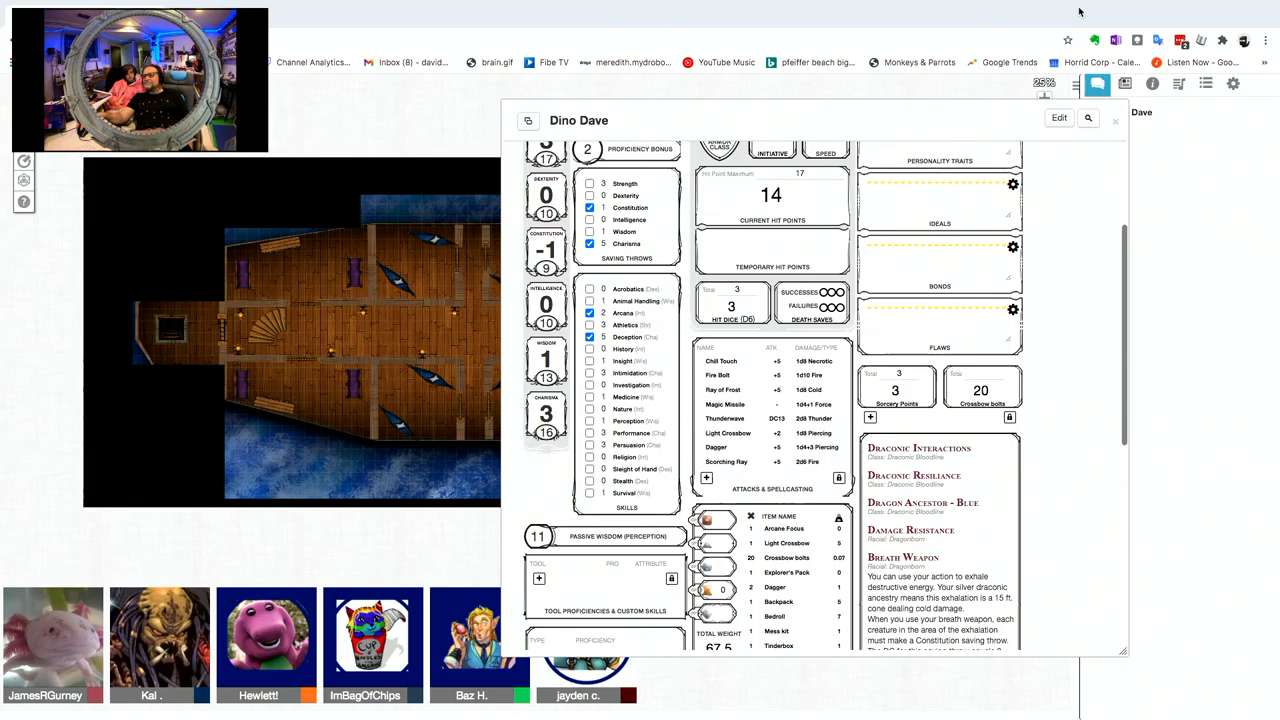 Channel Analytics...
Inbox (8) - david...
brain.gif
Fibe TV
meredith.mydrobo...
YouTube Music
pfeiffer beach big...
Monkeys & Parrots
Google Trends
Horrid Corp - Cale...
Listen Now - Goo...
25%
Dave
Dino Dave
Edit
17
DEXTERITY
0
10
CONSTITUTION
-1
9
INTELLIGENCE
0
10
WISDOM
1
13
CHARISMA
3
16
2 PROFICIENCY BONUS
3 Strength
0 Dexterity
1 Constitution
0 Intelligence
1 Wisdom
5 Charisma
SAVING THROWS
0 Acrobatics (Dex)
1 Animal Handling (Wis)
2 Arcana (Int)
3 Athletics (Str)
5 Deception (Cha)
0 History (Int)
1 Insight (Wis)
3 Intimidation (Cha)
0 Investigation (Int)
1 Medicine (Wis)
0 Nature (Int)
1 Perception (Wis)
3 Performance (Cha)
3 Persuasion (Cha)
0 Religion (Int)
0 Sleight of Hand (Dex)
0 Stealth (Dex)
1 Survival (Wis)
SKILLS
11 PASSIVE WISDOM (PERCEPTION)
TOOL PRO ATTRIBUTE
TOOL PROFICIENCIES & CUSTOM SKILLS
TYPE PROFICIENCY
ARMOR
CLASS
INITIATIVE
SPEED
Hit Point Maximum 17
14
CURRENT HIT POINTS
TEMPORARY HIT POINTS
Total 3
3
HIT DICE (D6)
SUCCESSES
FAILURES
DEATH SAVES
NAME ATK DAMAGE/TYPE
Chill Touch +5 1d8 Necrotic
Fire Bolt +5 1d10 Fire
Ray of Frost +5 1d8 Cold
Magic Missile - 1d4+1 Force
Thunderwave DC13 2d8 Thunder
Light Crossbow +2 1d8 Piercing
Dagger +5 1d4+3 Piercing
Scorching Ray +5 2d6 Fire
ATTACKS & SPELLCASTING
0
ITEM NAME
1 Arcane Focus 0
1 Light Crossbow 5
20 Crossbow bolts 0.07
1 Explorer's Pack 0
2 Dagger 1
1 Backpack 5
1 Bedroll 7
1 Mess kit 1
1 Tinderbox 1
TOTAL WEIGHT
67.5
PERSONALITY TRAITS
IDEALS
BONDS
FLAWS
Total 3
3
Sorcery Points
Total
20
Crossbow bolts
DRACONIC INTERACTIONS
Class: Draconic Bloodline
DRACONIC RESILIANCE
Class: Draconic Bloodline
DRAGON ANCESTOR - BLUE
Class: Draconic Bloodline
DAMAGE RESISTANCE
Racial: Dragonborn
BREATH WEAPON
Racial: Dragonborn
You can use your action to exhale
destructive energy. Your silver draconic
ancestry means this exhalation is a 15 ft.
cone dealing cold damage.
When you use your breath weapon, each
creature in the area of the exhalation
must make a Constitution saving throw.
JamesRGurney
Kal .
Hewlett!
CUP
ImBagOfChips
Baz H.
jayden c.